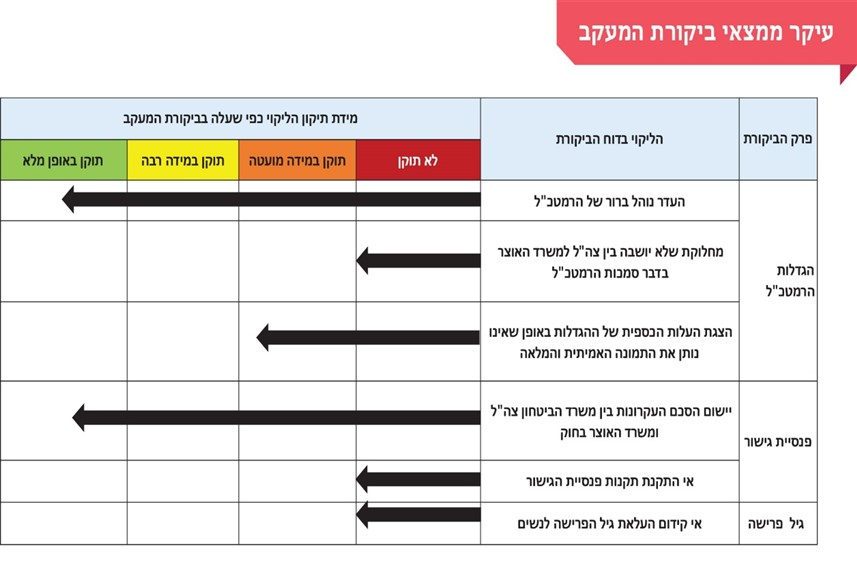 עיקר ממצאי ביקורת המעקב
פרק הביקורת
הליקוי בדוח הביקורת
מידת תיקון הליקוי כפי שעלה בביקורת המעקב
לא תוקן
תוקן במידה מועטה
תוקן במידה רבה
תוקן באופן מלא
הגדלות
הרמטכ"ל
העדר נוהל ברור של הרמטכ"ל
מחלוקת שלא יושבה בין צה"ל למשרד האוצר
בדבר סמכות הרמטכ"ל
הצגת העלות הכספית של ההגדלות באופן שאינו
נותן את התמונה האמיתית והמלאה
פנסיית גישור
יישום הסכם העקרונות בין משרד הביטחון צה"ל
ומשרד האוצר בחוק
אי התקנת תקנות פנסיית הגישור
גיל פרישה
אי קידום העלאת גיל הפרישה לנשים